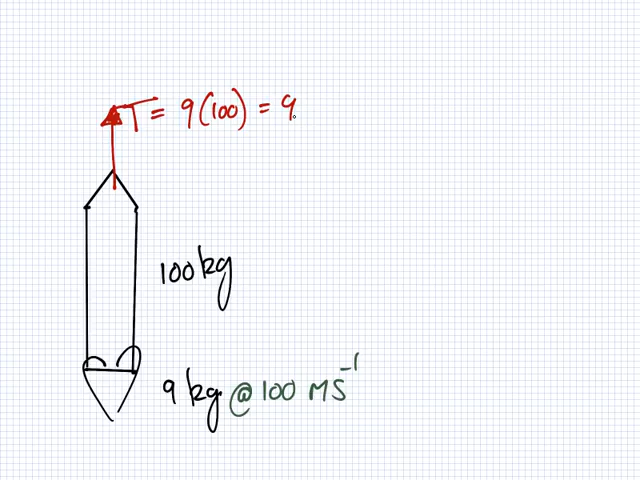 T = 9(100) = 9
100kg
9 kg @ 100 MS⁻¹